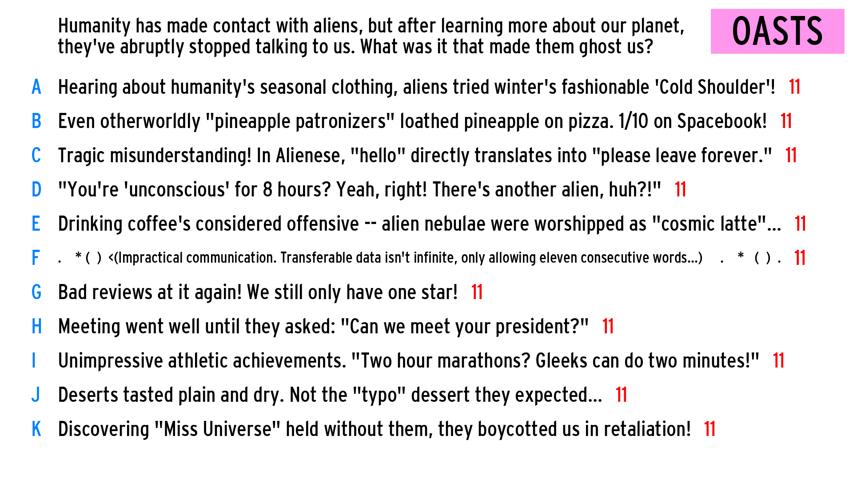 Humanity has made contact with aliens, but after learning more about our planet,
they've abruptly stopped talking to us. What was it that made them ghost us?
OASTS
A Hearing about humanity's seasonal clothing, aliens tried winter's fashionable 'Cold Shoulder'! 11
B Even otherworldly "pineapple patronizers" loathed pineapple on pizza. 1/10 on Spacebook! 11
C Tragic misunderstanding! In Alienese, "hello" directly translates into "please leave forever." 11
D "You're 'unconscious' for 8 hours? Yeah, right! There's another alien, huh?!" 11
E Drinking coffee's considered offensive -- alien nebulae were worshipped as "cosmic latte"... 11
F . *( ) <(Impractical communication. Transferable data isn't infinite, only allowing eleven consecutive words...) . * ( ) . 11
G Bad reviews at it again! We still only have one star! 11
H Meeting went well until they asked: "Can we meet your president?" 11
I Unimpressive athletic achievements. "Two hour marathons? Gleeks can do two minutes!" 11
J Deserts tasted plain and dry. Not the "typo" dessert they expected... 11
K Discovering "Miss Universe" held without them, they boycotted us in retaliation! 11